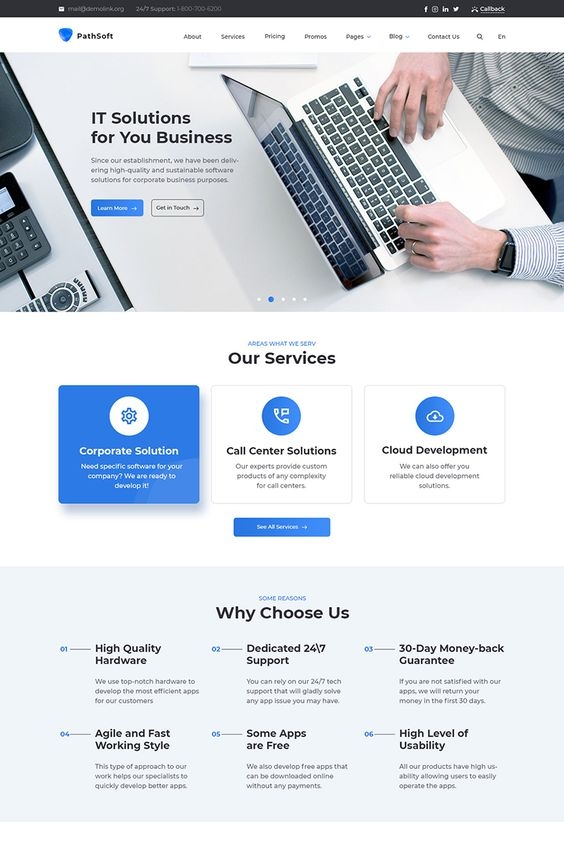 mail@demolink.org 24/7 Support: 1-800-700-6200 Callback
PathSoft About Services Pricing Promos Pages Blog Contact Us En
IT Solutions
for You Business
Since our establishment, we have been deliv-
ering high-quality and sustainable software
solutions for corporate business purposes.
Learn More Get in Touch
AREAS WHAT WE SERV
Our Services
Corporate Solution
Need specific software for your
company? We are ready to
develop it!
Call Center Solutions
Our experts provide custom
products of any complexity
for call centers.
Cloud Development
We can also offer you
reliable cloud development
solutions.
See All Services
SOME REASONS
Why Choose Us
01 High Quality
Hardware
We use top-notch hardware to
develop the most efficient apps
for our customers
02 Dedicated 24\7
Support
You can rely on our 24/7 tech
support that will gladly solve
any app issue you may have.
03 30-Day Money-back
Guarantee
If you are not satisfied with our
apps, we will return your
money in the first 30 days.
04 Agile and Fast
Working Style
This type of approach to our
work helps our specialists to
quickly develop better apps.
05 Some Apps
are Free
We also develop free apps that
can be downloaded online
without any payments.
06 High Level of
Usability
All our products have high us-
ability allowing users to easily
operate the apps.